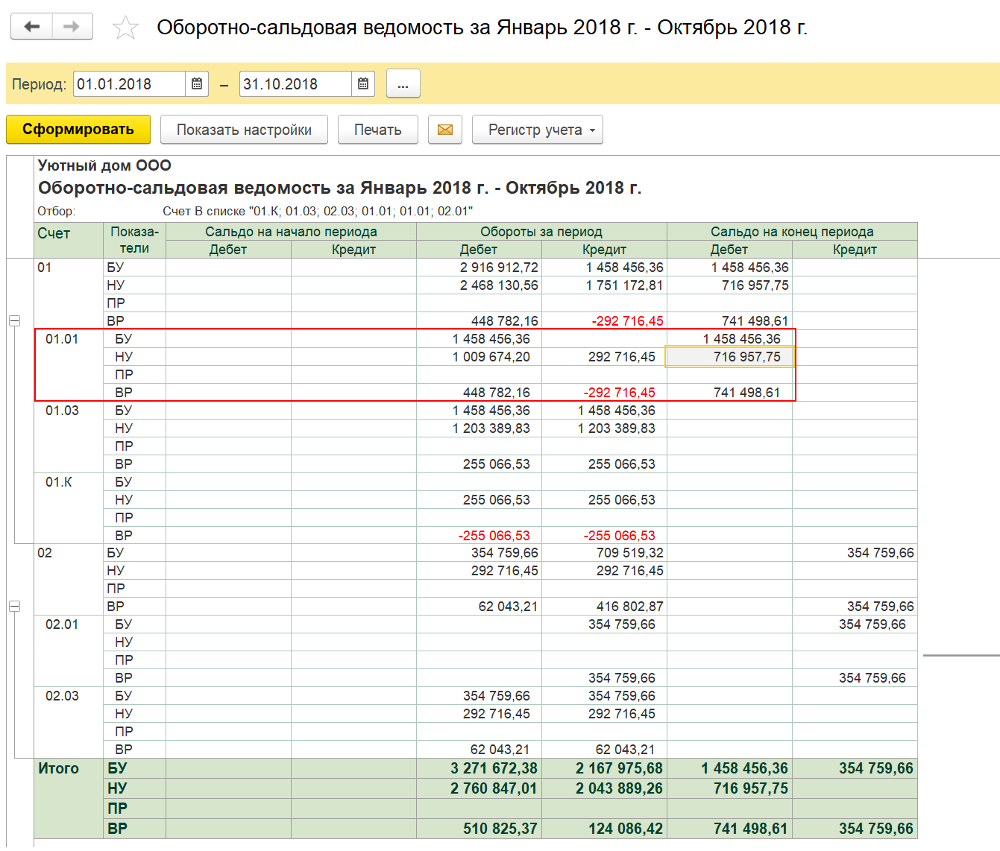 Оборотно-сальдовая ведомость за Январь 2018 г. - Октябрь 2018 г.
Период: 01.01.2018 – 31.10.2018 ...
Сформировать Показать настройки Печать Регистр учета
Уютный дом ООО
Оборотно-сальдовая ведомость за Январь 2018 г. - Октябрь 2018 г.
Отбор: Счет В списке "01.К; 01.03; 02.03; 01.01; 01.01; 02.01"
Счет Показа- Сальдо на начало периода Обороты за период Сальдо на конец периода
тели Дебет Кредит Дебет Кредит Дебет Кредит
01 БУ 2 916 912,72 1 458 456,36 1 458 456,36
НУ 2 468 130,56 1 751 172,81 716 957,75
ПР
ВР 448 782,16 -292 716,45 741 498,61
01.01 БУ 1 458 456,36 1 458 456,36
НУ 1 009 674,20 292 716,45 716 957,75
ПР
ВР 448 782,16 -292 716,45 741 498,61
01.03 БУ 1 458 456,36 1 458 456,36
НУ 1 203 389,83 1 203 389,83
ПР
ВР 255 066,53 255 066,53
01.К БУ
НУ 255 066,53 255 066,53
ПР
ВР -255 066,53 -255 066,53
02 БУ 354 759,66 709 519,32 354 759,66
НУ 292 716,45 292 716,45
ПР
ВР 62 043,21 416 802,87 354 759,66
02.01 БУ 354 759,66 354 759,66
НУ
ПР
ВР 354 759,66 354 759,66
02.03 БУ 354 759,66 354 759,66
НУ 292 716,45 292 716,45
ПР
ВР 62 043,21 62 043,21
Итого БУ 3 271 672,38 2 167 975,68 1 458 456,36 354 759,66
НУ 2 760 847,01 2 043 889,26 716 957,75
ПР
ВР 510 825,37 124 086,42 741 498,61 354 759,66